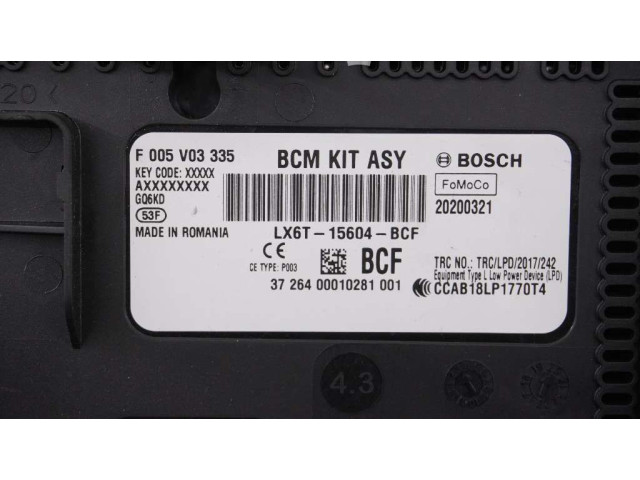 20
F 005 V03 335
BCM KIT ASY
BOSCH
KEY CODE: XXXXX
AXXXXXXXX
GQ6KD
53F
MADE IN ROMANIA
FoMoCo
20200321
LX6T-15604-BCF
CE
CE TYPE: P003
BCF
37 264 00010281 001
TRC NO.: TRC/LPD/2017/242
Equipment Type L Low Power Device (LPD)
CCAB18LP1770T4
4.3